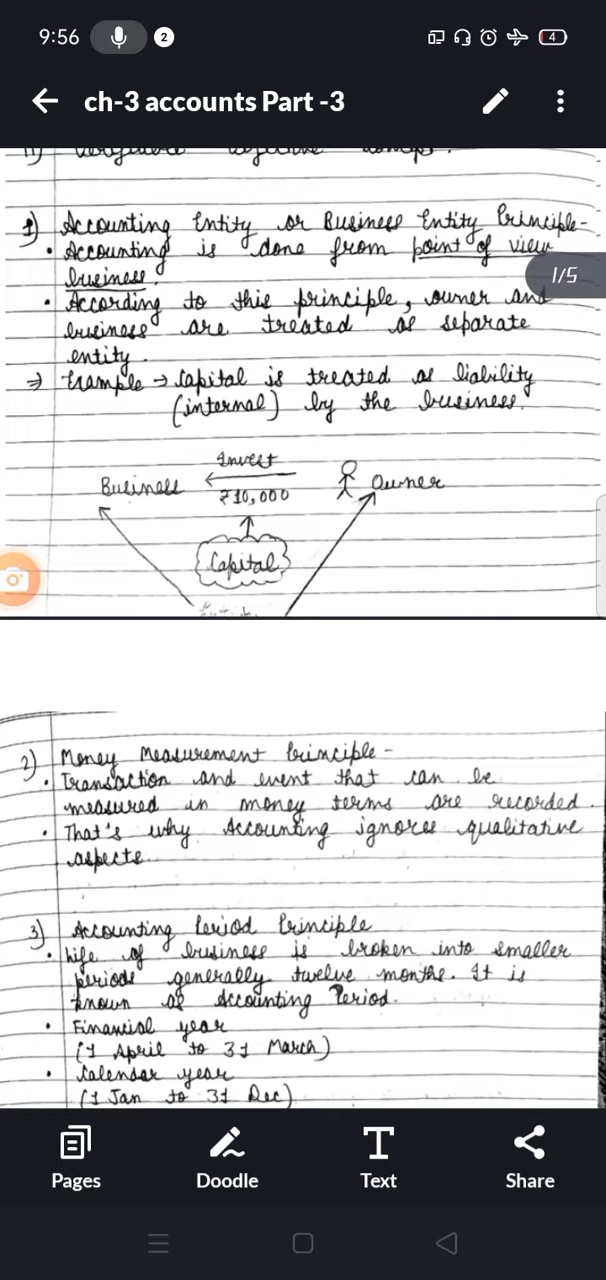 9:56
2
4
ch-3 accounts Part -3
1) Accounting Entity or Business Entity Principle-
• Accounting is done from point of view
business.
1/5
• According to this principle, owner and
business are treated as separate
entity.
⇒ Example → Capital is treated as liability
(internal) by the business.
Invest
Business
₹10,000
Owner
Capital
2) Money Measurement Principle -
• Transaction and event that can be
measured in money terms are recorded.
• That's why Accounting ignores qualitative
aspects.
3) Accounting Period Principle
• Life of business is broken into smaller
periods generally twelve months. It is
known as Accounting Period.
• Financial year
(1 April to 31 March)
• Calendar year
(1 Jan to 31 Dec)
Pages
Doodle
Text
Share